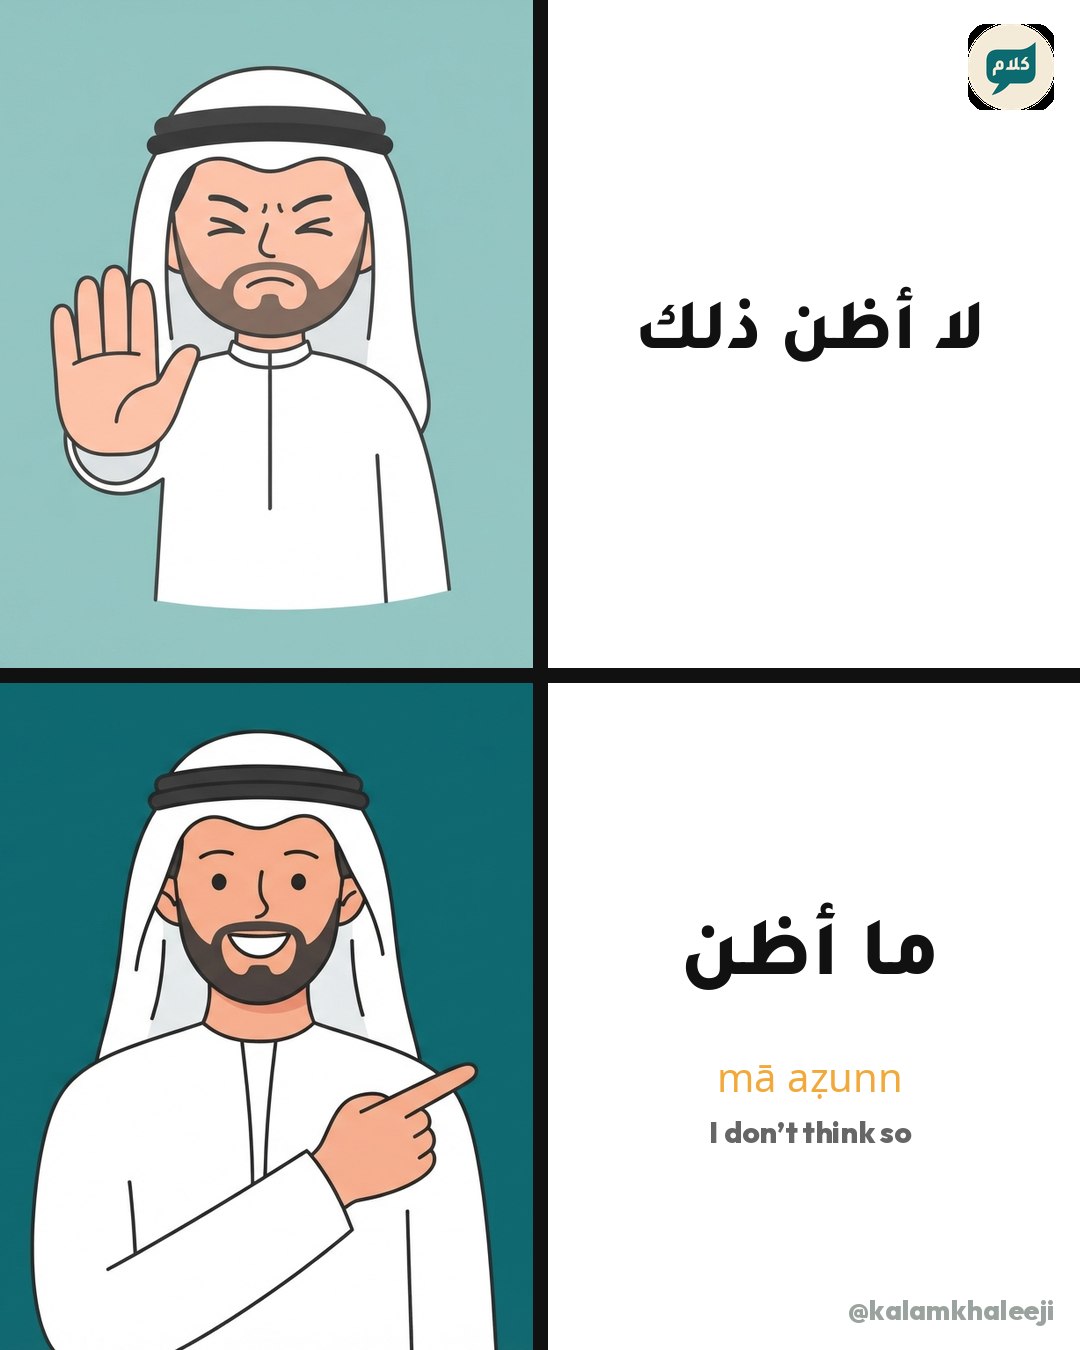 كلام
لا أظن ذلك
ما أظن
mā aẓunn
I don't think so
@kalamkhaleeji